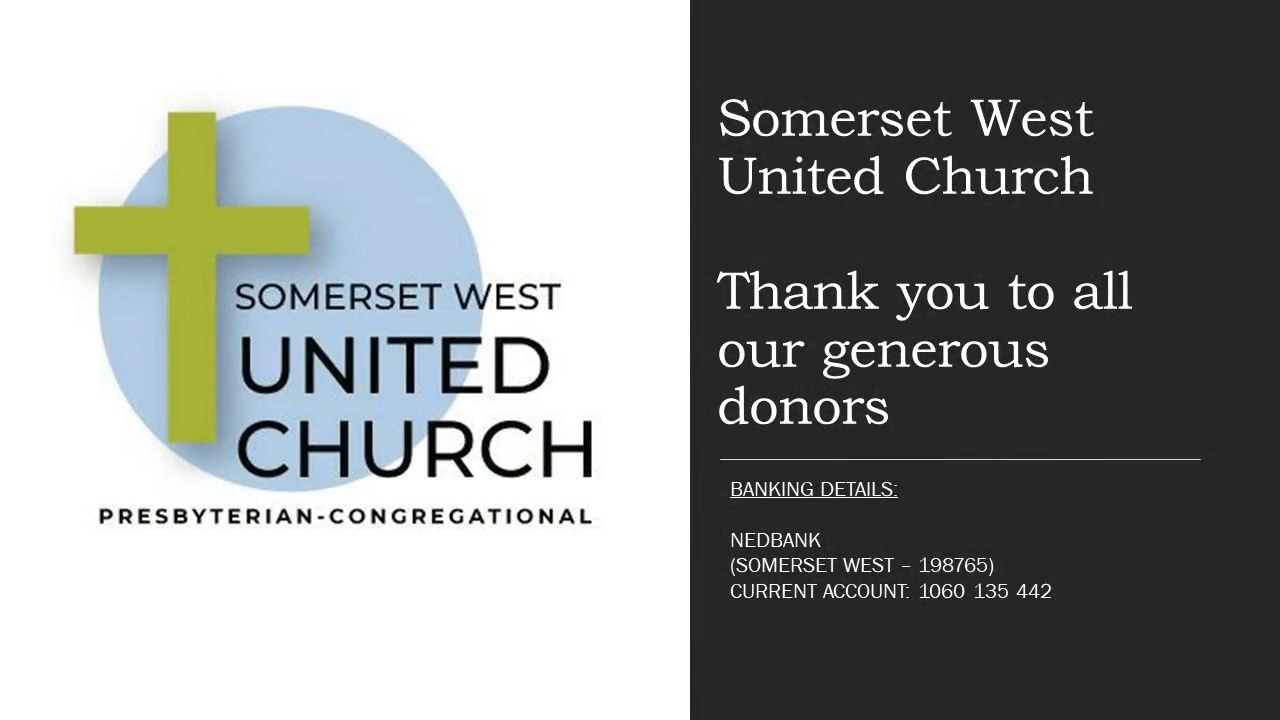 SOMERSET WEST
UNITED
CHURCH
PRESBYTERIAN-CONGREGATIONAL
Somerset West
United Church
Thank you to all
our generous
donors
BANKING DETAILS:
NEDBANK
(SOMERSET WEST – 198765)
CURRENT ACCOUNT: 1060 135 442